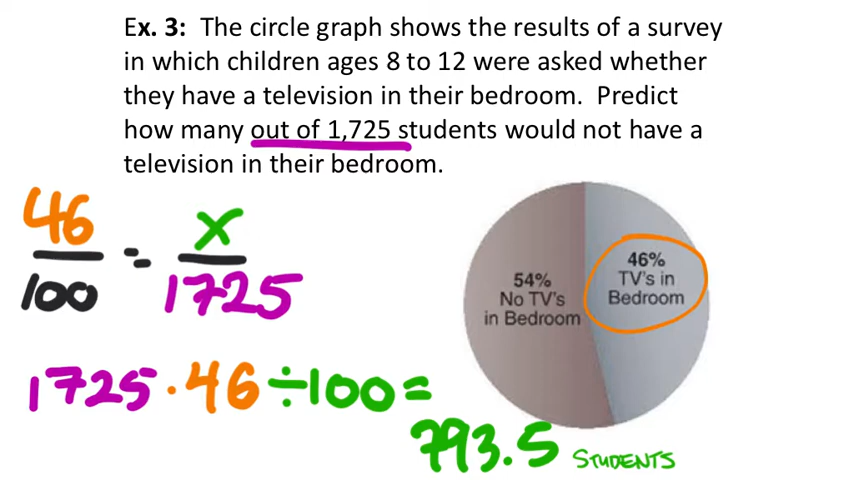 Ex. 3: The circle graph shows the results of a survey
in which children ages 8 to 12 were asked whether
they have a television in their bedroom. Predict
how many out of 1,725 students would not have a
television in their bedroom.
46/100 = x/1725
54%
No TV's
in Bedroom
46%
TV's in
Bedroom
1725 · 46 ÷ 100 =
793.5 STUDENTS